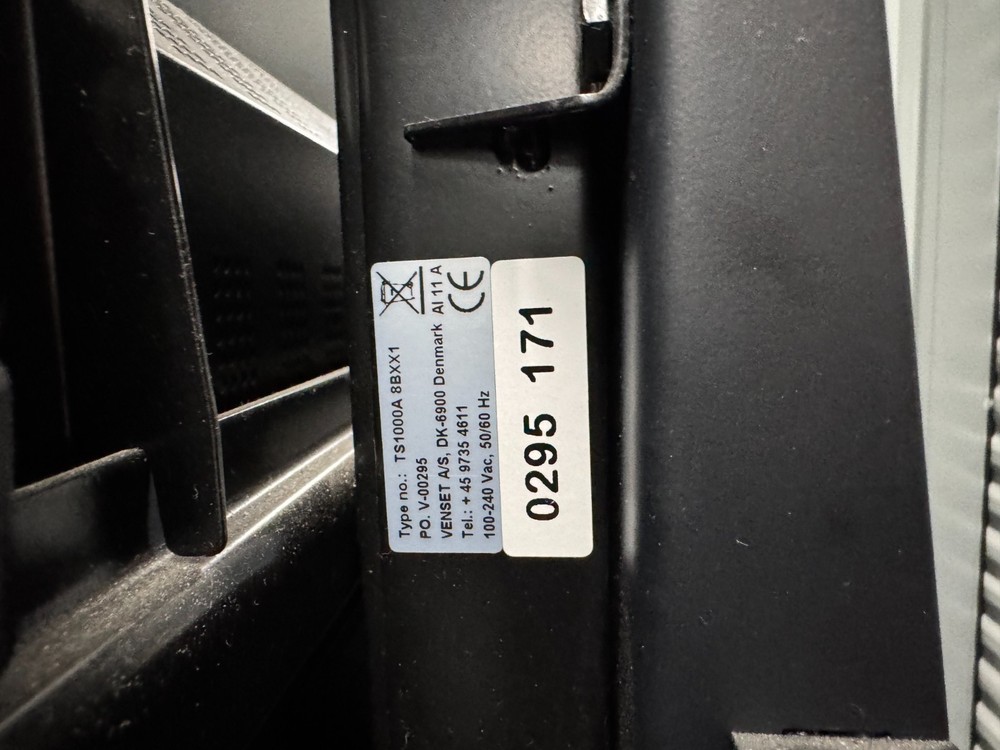 Type no.: TS1000A 8BXX1
PO. V-00295
VENSET A/S, DK-6900 Denmark AI 11 A
Tel.: + 45 9735 4611
100-240 Vac, 50/60 Hz
CE
0295 171